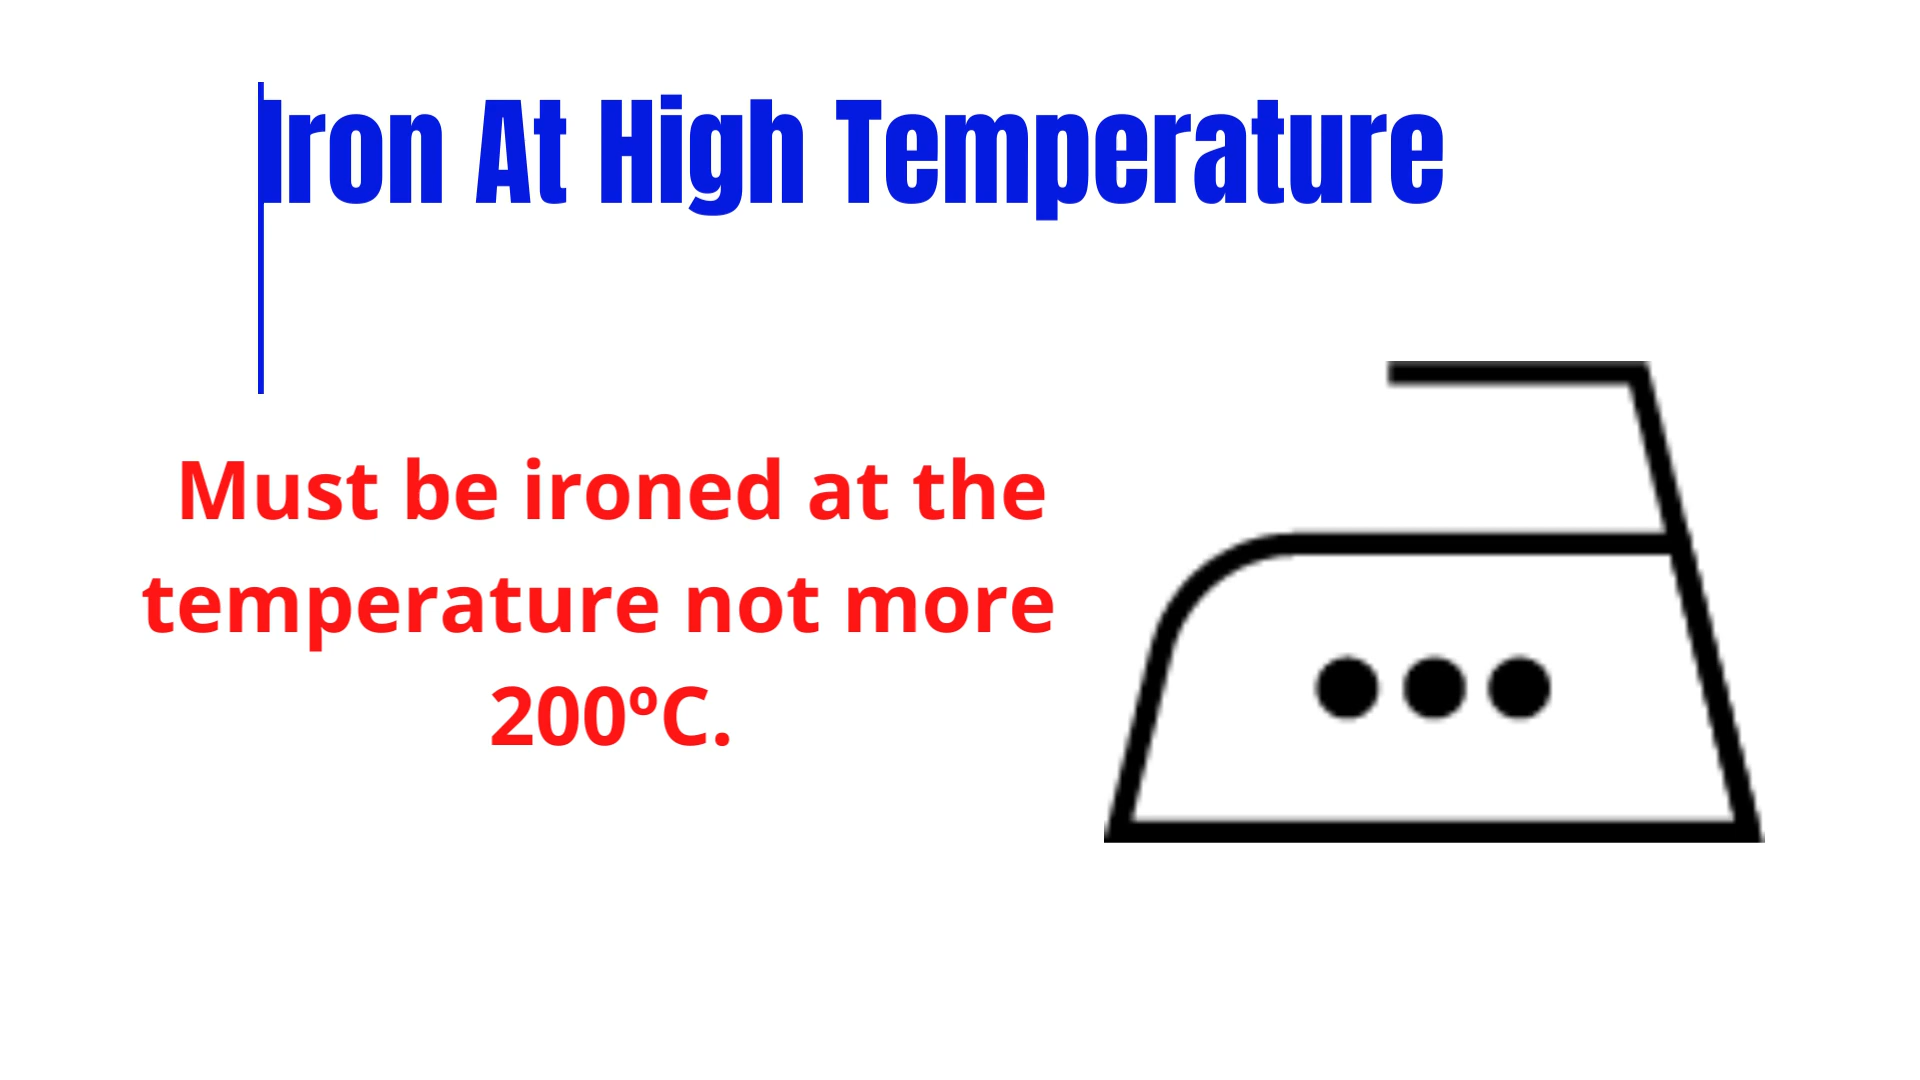 Iron At High Temperature
Must be ironed at the
temperature not more
200ºC.